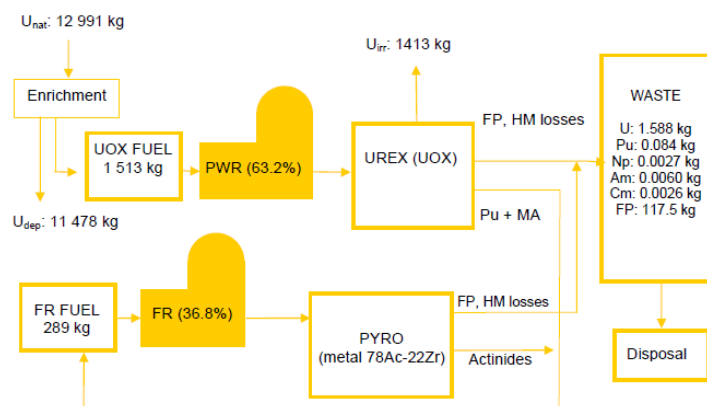 Unat: 12 991 kg
Enrichment
Udep: 11 478 kg
UOX FUEL
1 513 kg
PWR (63.2%)
Uirr: 1413 kg
UREX (UOX)
FP, HM losses
Pu + MA
WASTE
U: 1.588 kg
Pu: 0.084 kg
Np: 0.0027 kg
Am: 0.0060 kg
Cm: 0.0026 kg
FP: 117.5 kg
FR FUEL
289 kg
FR (36.8%)
PYRO
(metal 78Ac-22Zr)
FP, HM losses
Actinides
Disposal